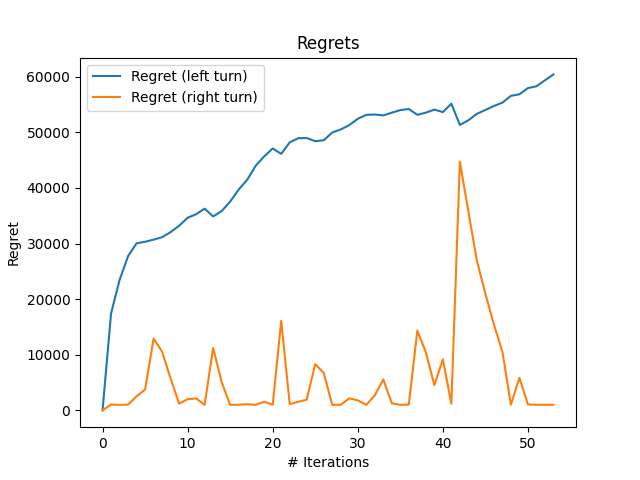 Regrets
Regret (left turn)
Regret (right turn)
60000
50000
40000
30000
20000
10000
0
Regret
0 10 20 30 40 50
# Iterations